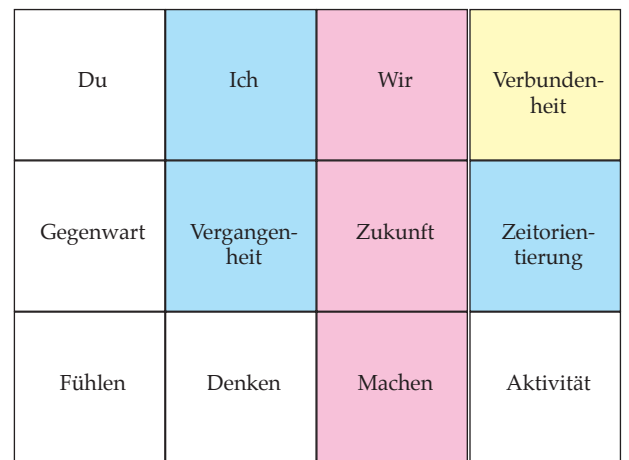 Du Ich Wir Verbunden-
heit
Gegenwart Vergangen-
heit Zukunft Zeitorien-
tierung
Fühlen Denken Machen Aktivität